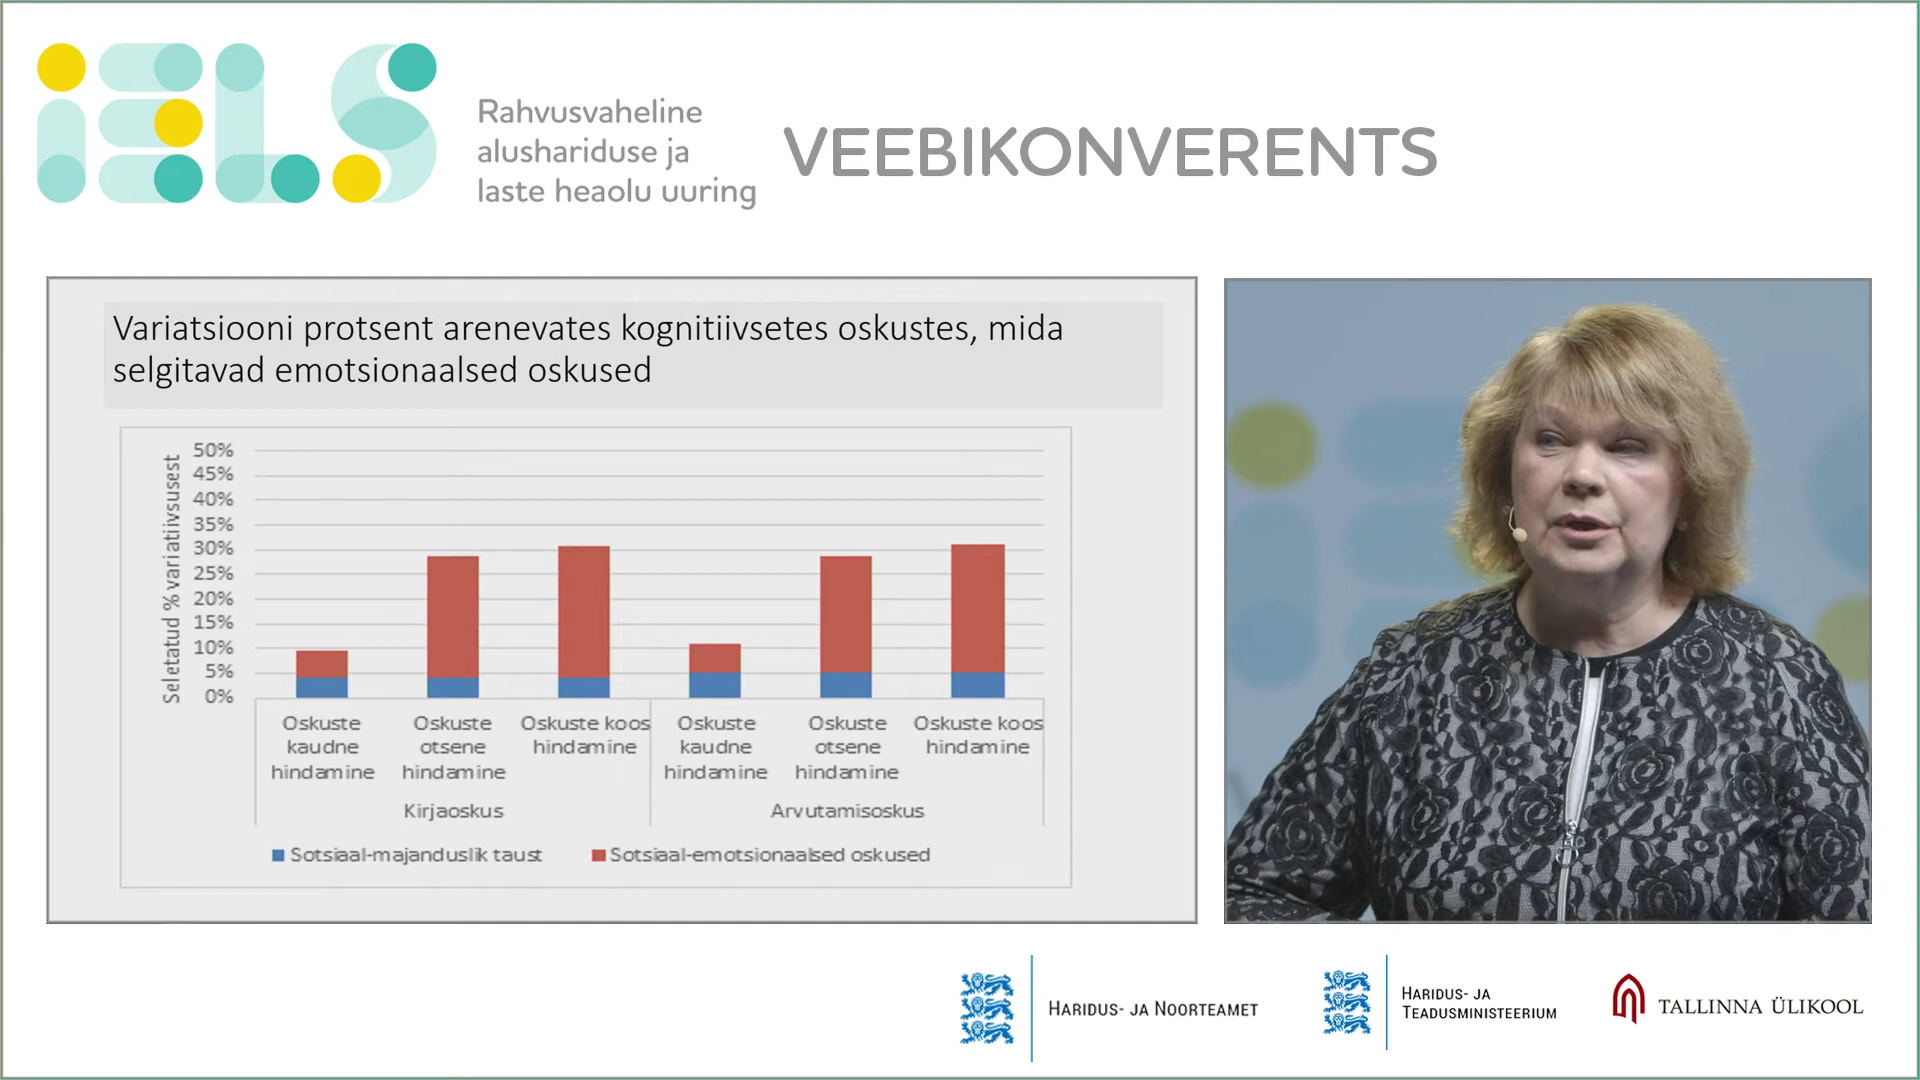 iELS
Rahvusvaheline
alushariduse ja
laste heaolu uuring
VEEBIKONVERENTS
Variatsiooni protsent arenevates kognitiivsetes oskustes, mida
selgitavad emotsionaalsed oskused
Seletatud % variatiivsusest
50%
45%
40%
35%
30%
25%
20%
15%
10%
5%
0%
Oskuste
kaudne
hindamine
Oskuste
otsene
hindamine
Oskuste koos
hindamine
Oskuste
kaudne
hindamine
Oskuste
otsene
hindamine
Oskuste koos
hindamine
Kirjaoskus
Arvutamisoskus
Sotsiaal-majanduslik taust
Sotsiaal-emotsionaalsed oskused
HARIDUS- JA NOORTEAMET
HARIDUS- JA
TEADUSMINISTEERIUM
TALLINNA ÜLIKOOL